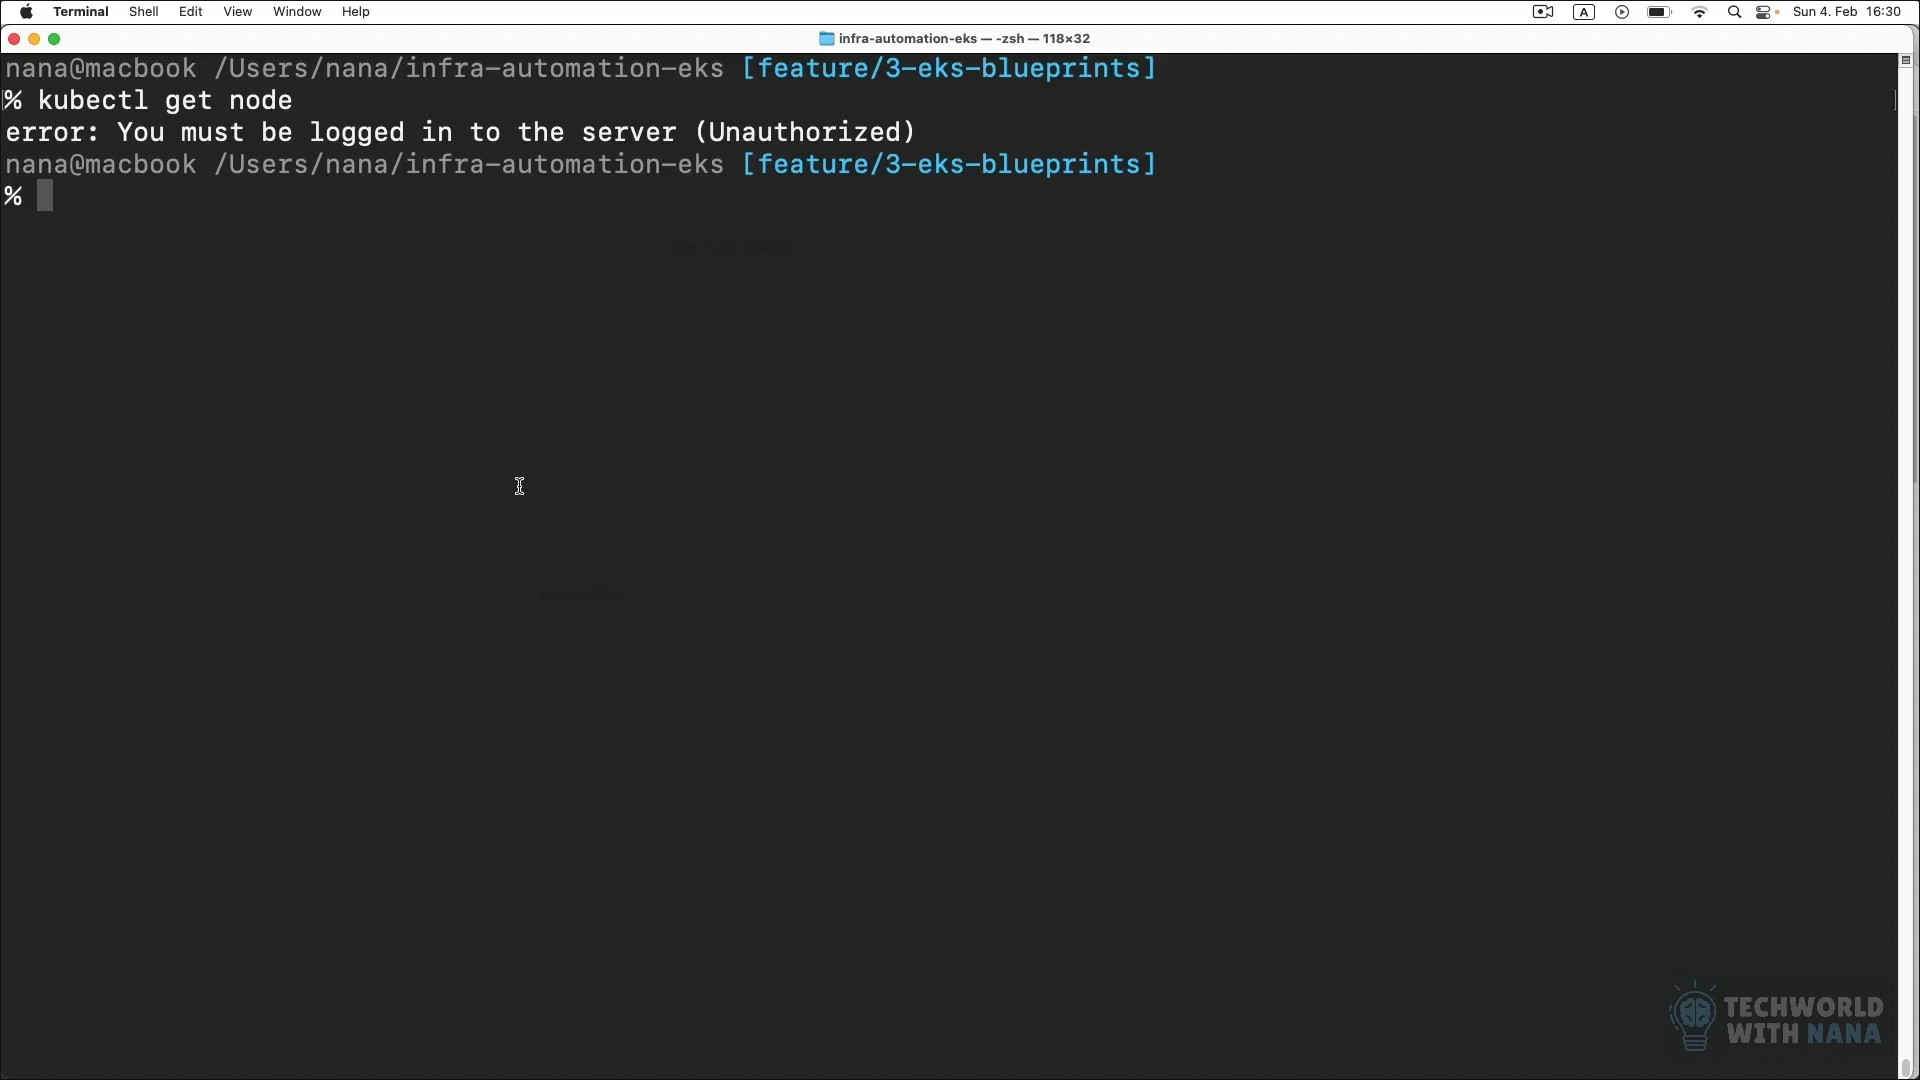 Terminal Shell Edit View Window Help A Sun 4. Feb 16:30
infra-automation-eks — -zsh — 118×32
nana@macbook /Users/nana/infra-automation-eks [feature/3-eks-blueprints]
% kubectl get node
error: You must be logged in to the server (Unauthorized)
nana@macbook /Users/nana/infra-automation-eks [feature/3-eks-blueprints]
%
TECHWORLD
WITH NANA